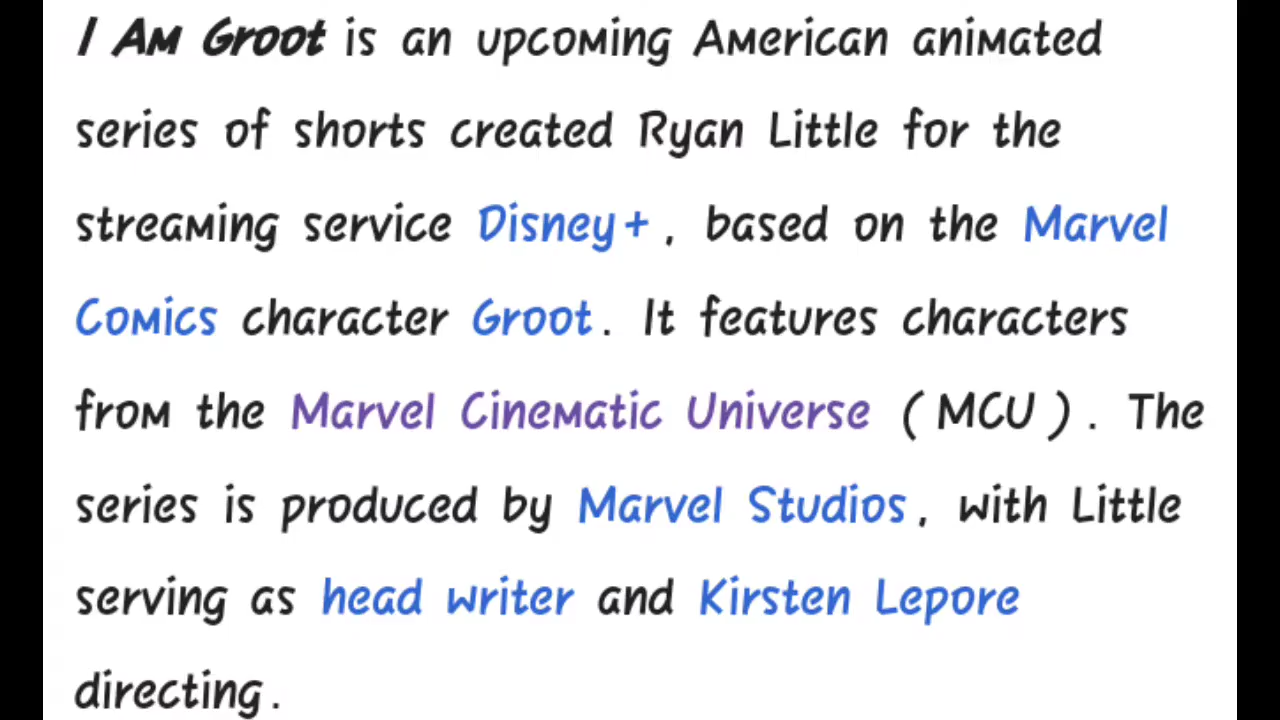 I Am Groot is an upcoming American animated
series of shorts created Ryan Little for the
streaming service Disney+, based on the Marvel
Comics character Groot. It features characters
from the Marvel Cinematic Universe (MCU). The
series is produced by Marvel Studios, with Little
serving as head writer and Kirsten Lepore
directing.